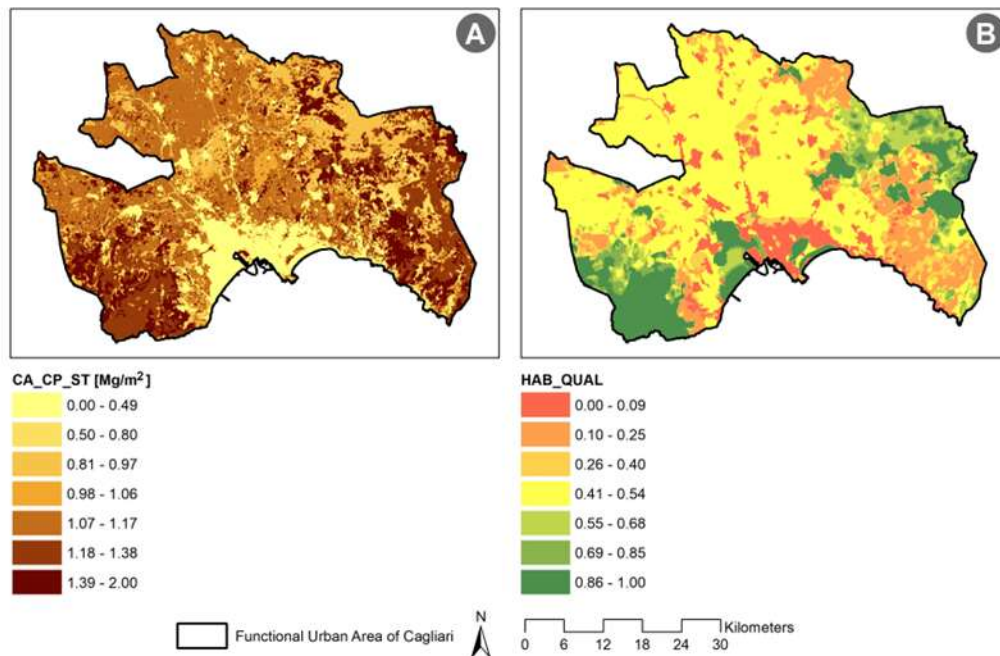 A
B
CA_CP_ST [Mg/m²]
0.00 - 0.49
0.50 - 0.80
0.81 - 0.97
0.98 - 1.06
1.07 - 1.17
1.18 - 1.38
1.39 - 2.00
HAB_QUAL
0.00 - 0.09
0.10 - 0.25
0.26 - 0.40
0.41 - 0.54
0.55 - 0.68
0.69 - 0.85
0.86 - 1.00
Functional Urban Area of Cagliari
N
Kilometers
0 6 12 18 24 30